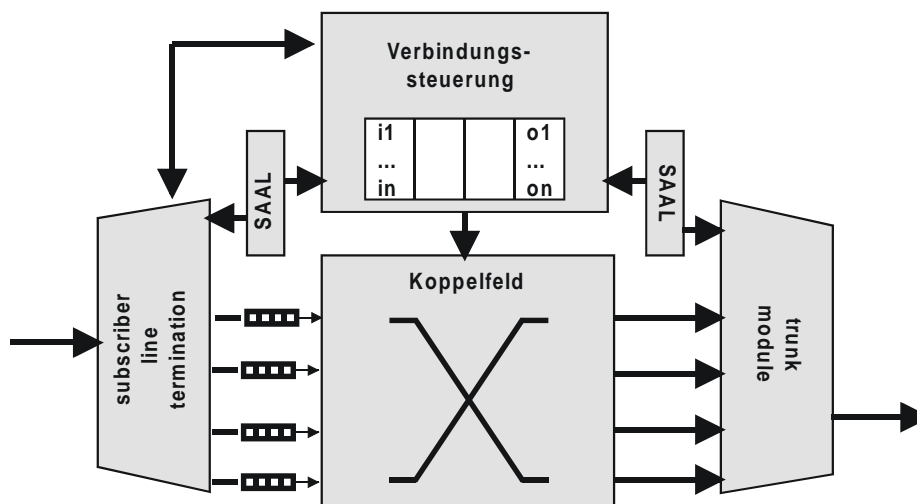 Verbindungs-
steuerung
i1
...
in
o1
...
on
SAAL
SAAL
Koppelfeld
subscriber
line
termination
trunk
module